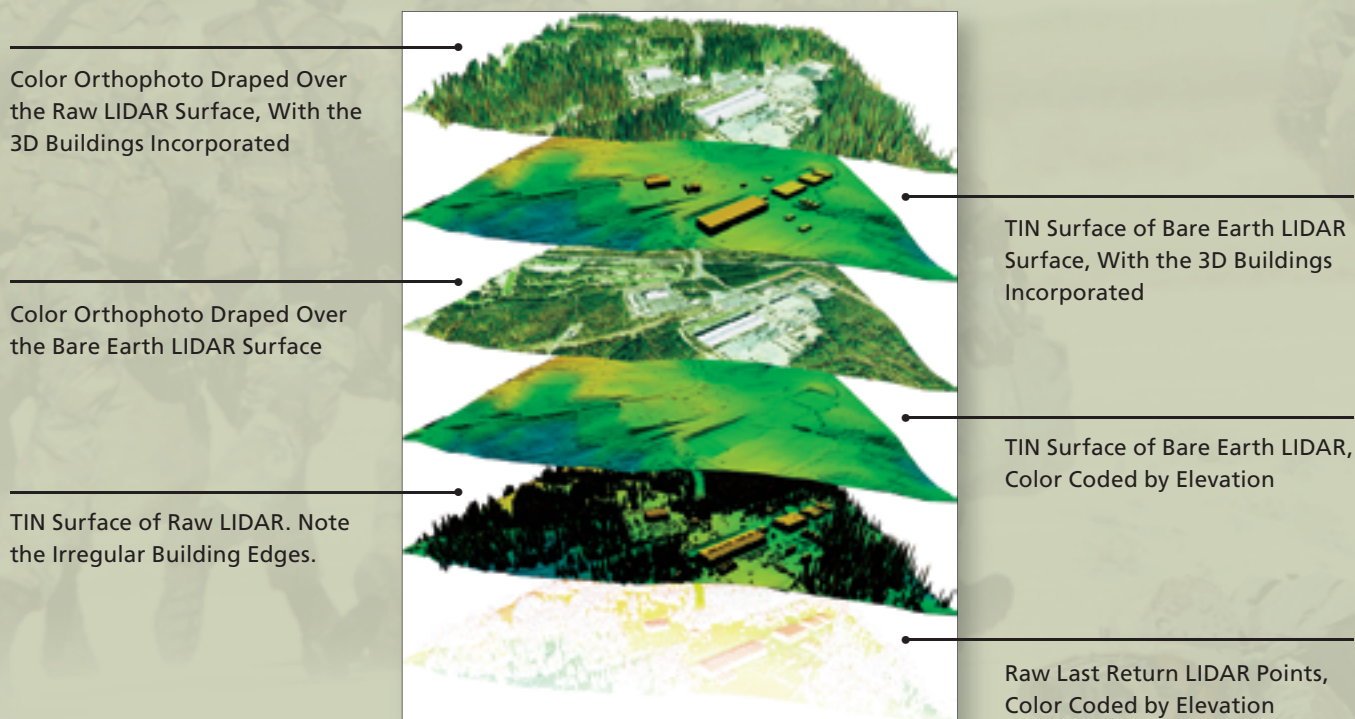 Color Orthophoto Draped Over
the Raw LIDAR Surface, With the
3D Buildings Incorporated
TIN Surface of Bare Earth LIDAR
Surface, With the 3D Buildings
Incorporated
Color Orthophoto Draped Over
the Bare Earth LIDAR Surface
TIN Surface of Bare Earth LIDAR,
Color Coded by Elevation
TIN Surface of Raw LIDAR. Note
the Irregular Building Edges.
Raw Last Return LIDAR Points,
Color Coded by Elevation